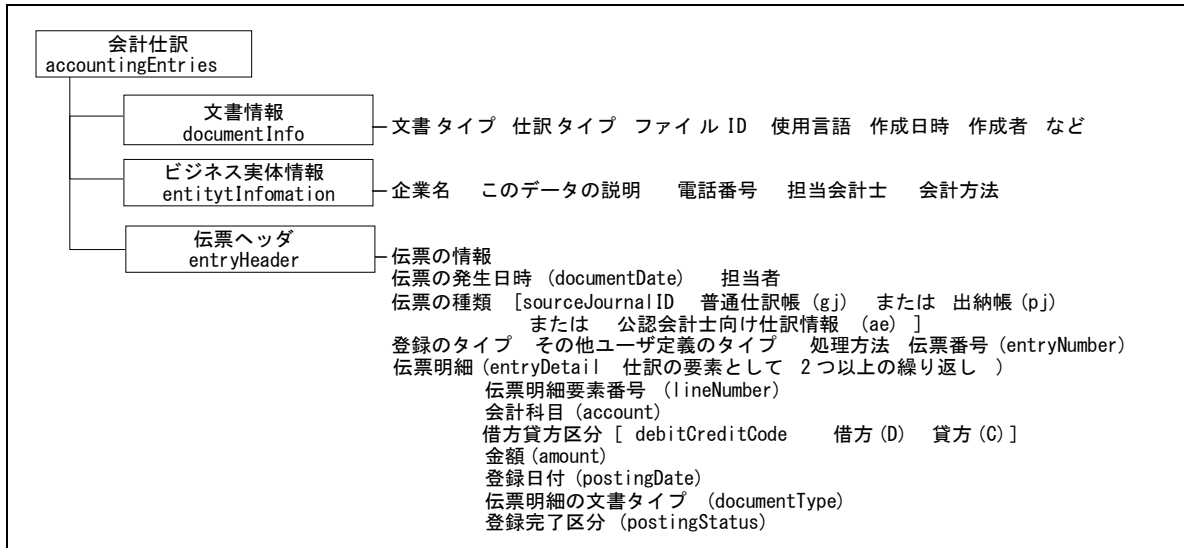 会計仕訳
accountingEntries
文書情報
documentInfo
文書タイプ 仕訳タイプ ファイル ID 使用言語 作成日時 作成者 など
ビジネス実体情報
entitytInfomation
企業名 このデータの説明 電話番号 担当会計士 会計方法
伝票ヘッダ
entryHeader
伝票の情報
伝票の発生日時 (documentDate) 担当者
伝票の種類 [sourceJournalID 普通仕訳帳 (gj) または 出納帳 (pj)
または 公認会計士向け仕訳情報 (ae) ]
登録のタイプ その他ユーザ定義のタイプ 処理方法 伝票番号 (entryNumber)
伝票明細 (entryDetail 仕訳の要素として 2つ以上の繰り返し )
伝票明細要素番号 (lineNumber)
会計科目 (account)
借方貸方区分 [ debitCreditCode 借方 (D) 貸方 (C) ]
金額 (amount)
登録日付 (postingDate)
伝票明細の文書タイプ (documentType)
登録完了区分 (postingStatus)